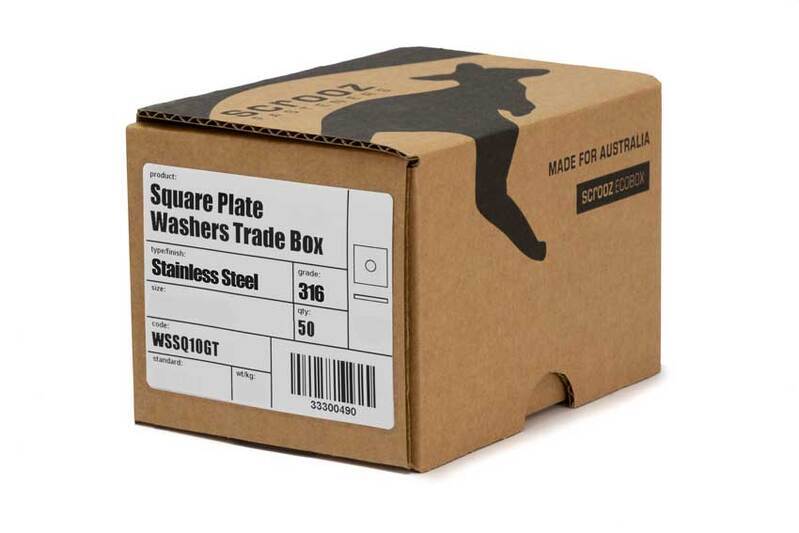 scrooz
FASTENERS
MADE FOR AUSTRALIA
scrooz ECOBOX
product:
Square Plate
Washers Trade Box
type/finish:
Stainless Steel
grade:
316
size:
qty:
50
code:
WSSQ10GT
standard:
wt/kg:
33300490